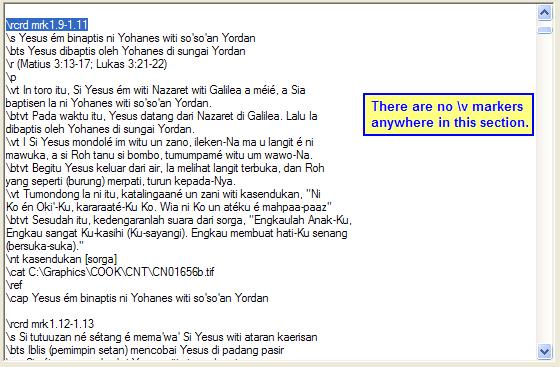 \rcrd mrk1.9-1.11
\s Yesus ém binaptis ni Yohanes witi so'so'an Yordan
\bts Yesus dibaptis oleh Yohanes di sungai Yordan
\r (Matius 3:13-17; Lukas 3:21-22)
\p
\vt In toro itu, Si Yesus ém witi Nazaret witi Galilea a méié, a Sia
baptisen la ni Yohanes witi so'so'an Yordan.
\btvt Pada waktu itu, Yesus datang dari Nazaret di Galilea. Lalu Ia
dibaptis oleh Yohanes di sungai Yordan.
\vt I Si Yesus mondolé im witu un zano, ileken-Na ma u langit é ni
mawuka, a si Roh tanu si bombo, tumumpamé witu um wawo-Na.
\btvt Begitu Yesus keluar dari air, Ia melihat langit terbuka, dan Roh
yang seperti (burung) merpati, turun kepada-Nya.
\vt Tumondong la ni itu, katalingaané un zani witi kasendukan, "Ni
Ko én Oki'-Ku, kararaaté-Ku Ko. Wia ni Ko un atéku é mahpaa-paaz"
\btvt Sesudah itu, kedengaranlah suara dari sorga, "Engkaulah Anak-Ku,
Engkau sangat Ku-kasihi (Ku-sayangi). Engkau membuat hati-Ku senang
(bersuka-suka)."
\nt kasendukan [sorga]
\cat C:\Graphics\COOK\CNT\CN01656b.tif
\ref
\cap Yesus ém binaptis ni Yohanes witi so'so'an Yordan
\rcrd mrk1.12-1.13
\s Si tutuuzan né sétang é mema'wa' Si Yesus witi ataran kaerisan
\bts Iblis (pemimpin setan) mencobai Yesus di padang pasir
There are no \v markers
anywhere in this section.